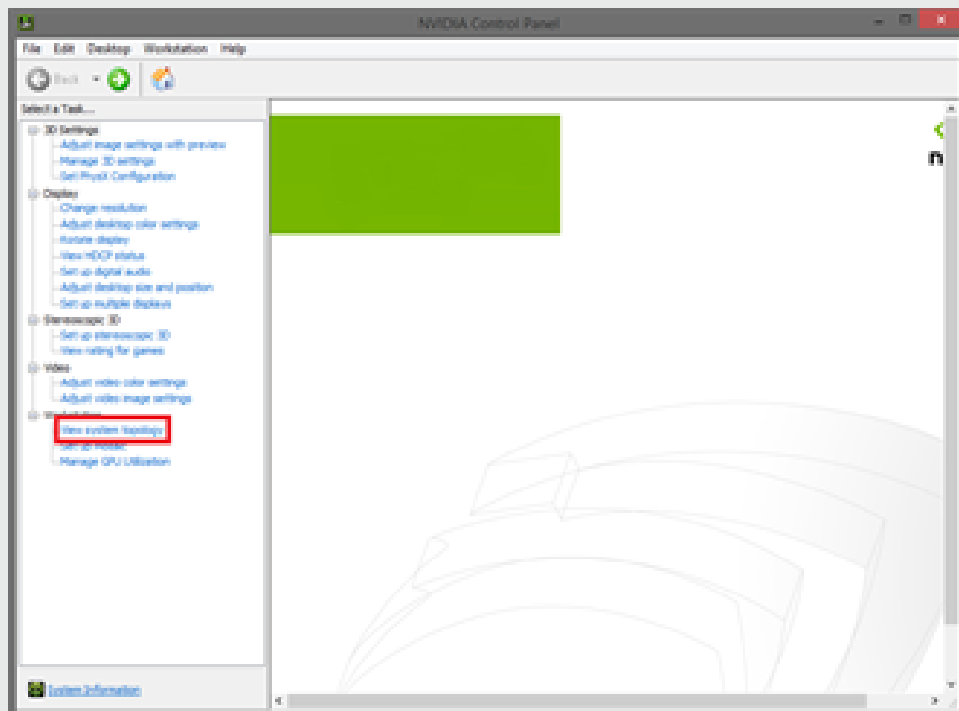 NVIDIA Control Panel
File Edit Desktop Workstation Help
Back
Select a Task...
3D Settings
Adjust image settings with preview
Manage 3D settings
Set PhysX Configuration
Display
Change resolution
Adjust desktop color settings
Rotate display
View HDCP status
Set up digital audio
Adjust desktop size and position
Set up multiple displays
Stereoscopic 3D
Set up stereoscopic 3D
View rating for games
Video
Adjust video color settings
Adjust video image settings
Workstation
View system topology
Set up Mosaic
Manage GPU Utilization
n
System Information